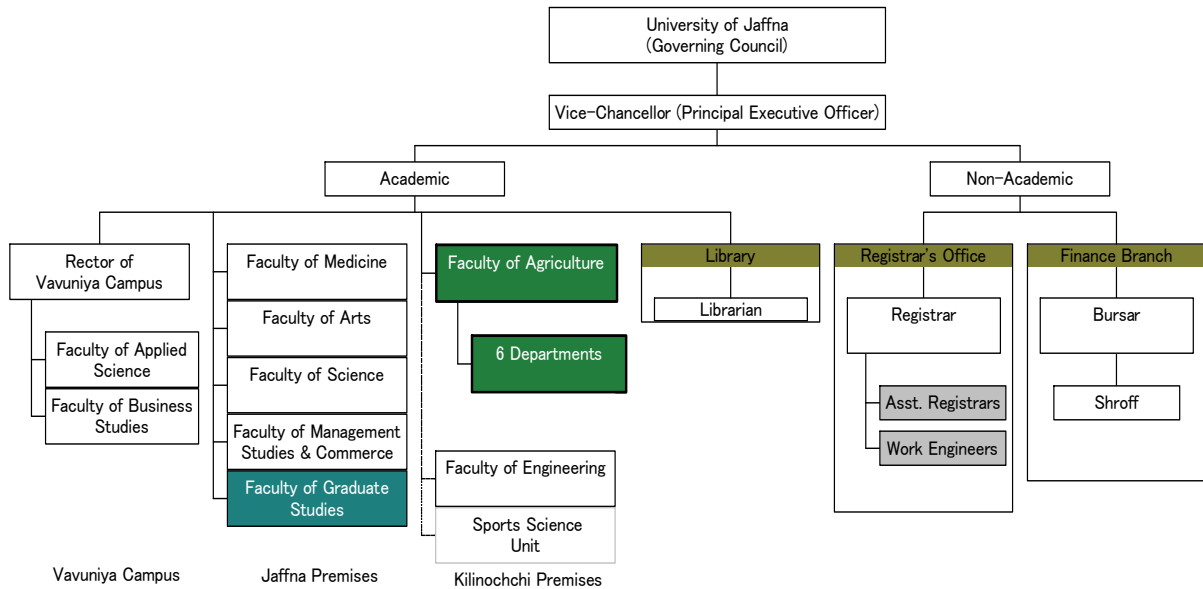 University of Jaffna
(Governing Council)
Vice-Chancellor (Principal Executive Officer)
Academic
Non-Academic
Rector of
Vavuniya Campus
Faculty of Applied
Science
Faculty of Business
Studies
Faculty of Medicine
Faculty of Arts
Faculty of Science
Faculty of Management
Studies & Commerce
Faculty of Graduate
Studies
Faculty of Agriculture
6 Departments
Faculty of Engineering
Sports Science
Unit
Library
Librarian
Registrar's Office
Registrar
Asst. Registrars
Work Engineers
Finance Branch
Bursar
Shroff
Vavuniya Campus
Jaffna Premises
Kilinochchi Premises